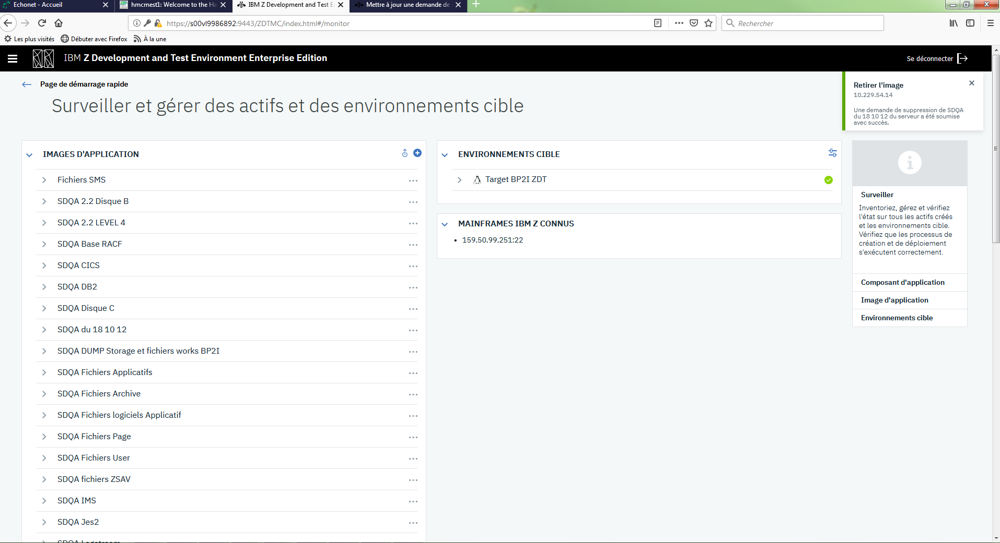 Echonet - Accueil
hmcmest1: Welcome to the Ha
IBM Z Development and Test E
Mettre à jour une demande de
https://s00vl9986892:9443/ZDTMC/index.html#/monitor
Rechercher
Les plus visités
Débuter avec Firefox
À la une
IBM Z Development and Test Environment Enterprise Edition
Se déconnecter
Page de démarrage rapide
Surveiller et gérer des actifs et des environnements cible
Retirer l'image
10.229.54.14
Une demande de suppression de SDQA
du 18 10 12 du serveur a été soumise
avec succès.
IMAGES D'APPLICATION
Fichiers SMS
SDQA 2.2 Disque B
SDQA 2.2 LEVEL 4
SDQA Base RACF
SDQA CICS
SDQA DB2
SDQA Disque C
SDQA du 18 10 12
SDQA DUMP Storage et fichiers works BP2I
SDQA Fichiers Applicatifs
SDQA Fichiers Archive
SDQA Fichiers logiciels Applicatif
SDQA Fichiers Page
SDQA Fichiers User
SDQA fichiers ZSAV
SDQA IMS
SDQA Jes2
SDQA Logstream
ENVIRONNEMENTS CIBLE
Target BP2I ZDT
MAINFRAMES IBM Z CONNUS
• 159.50.99.251:22
Surveiller
Inventoriez, gérez et vérifiez
l'état sur tous les actifs créés
et les environnements cible.
Vérifiez que les processus de
création et de déploiement
s'exécutent correctement.
Composant d'application
Image d'application
Environnements cible